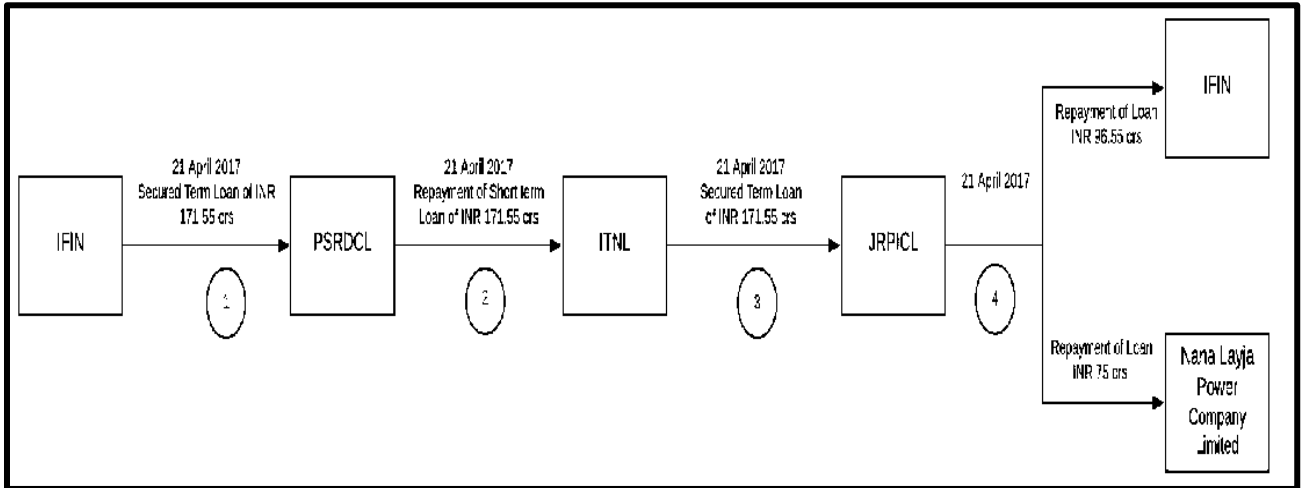 IFIN
21 April 2017
Secured Term Loan of INR
171.55 crs
1
PSRDCL
21 April 2017
Repayment of Short term
Loan of INR 171.55 crs
2
ITNL
21 April 2017
Secured Term Loan
of INR 171.55 crs
3
JRPICL
21 April 2017
4
Repayment of Loan
INR 96.55 crs
IFIN
Repayment of Loan
INR 75 crs
Nana Layja
Power
Company
Limited